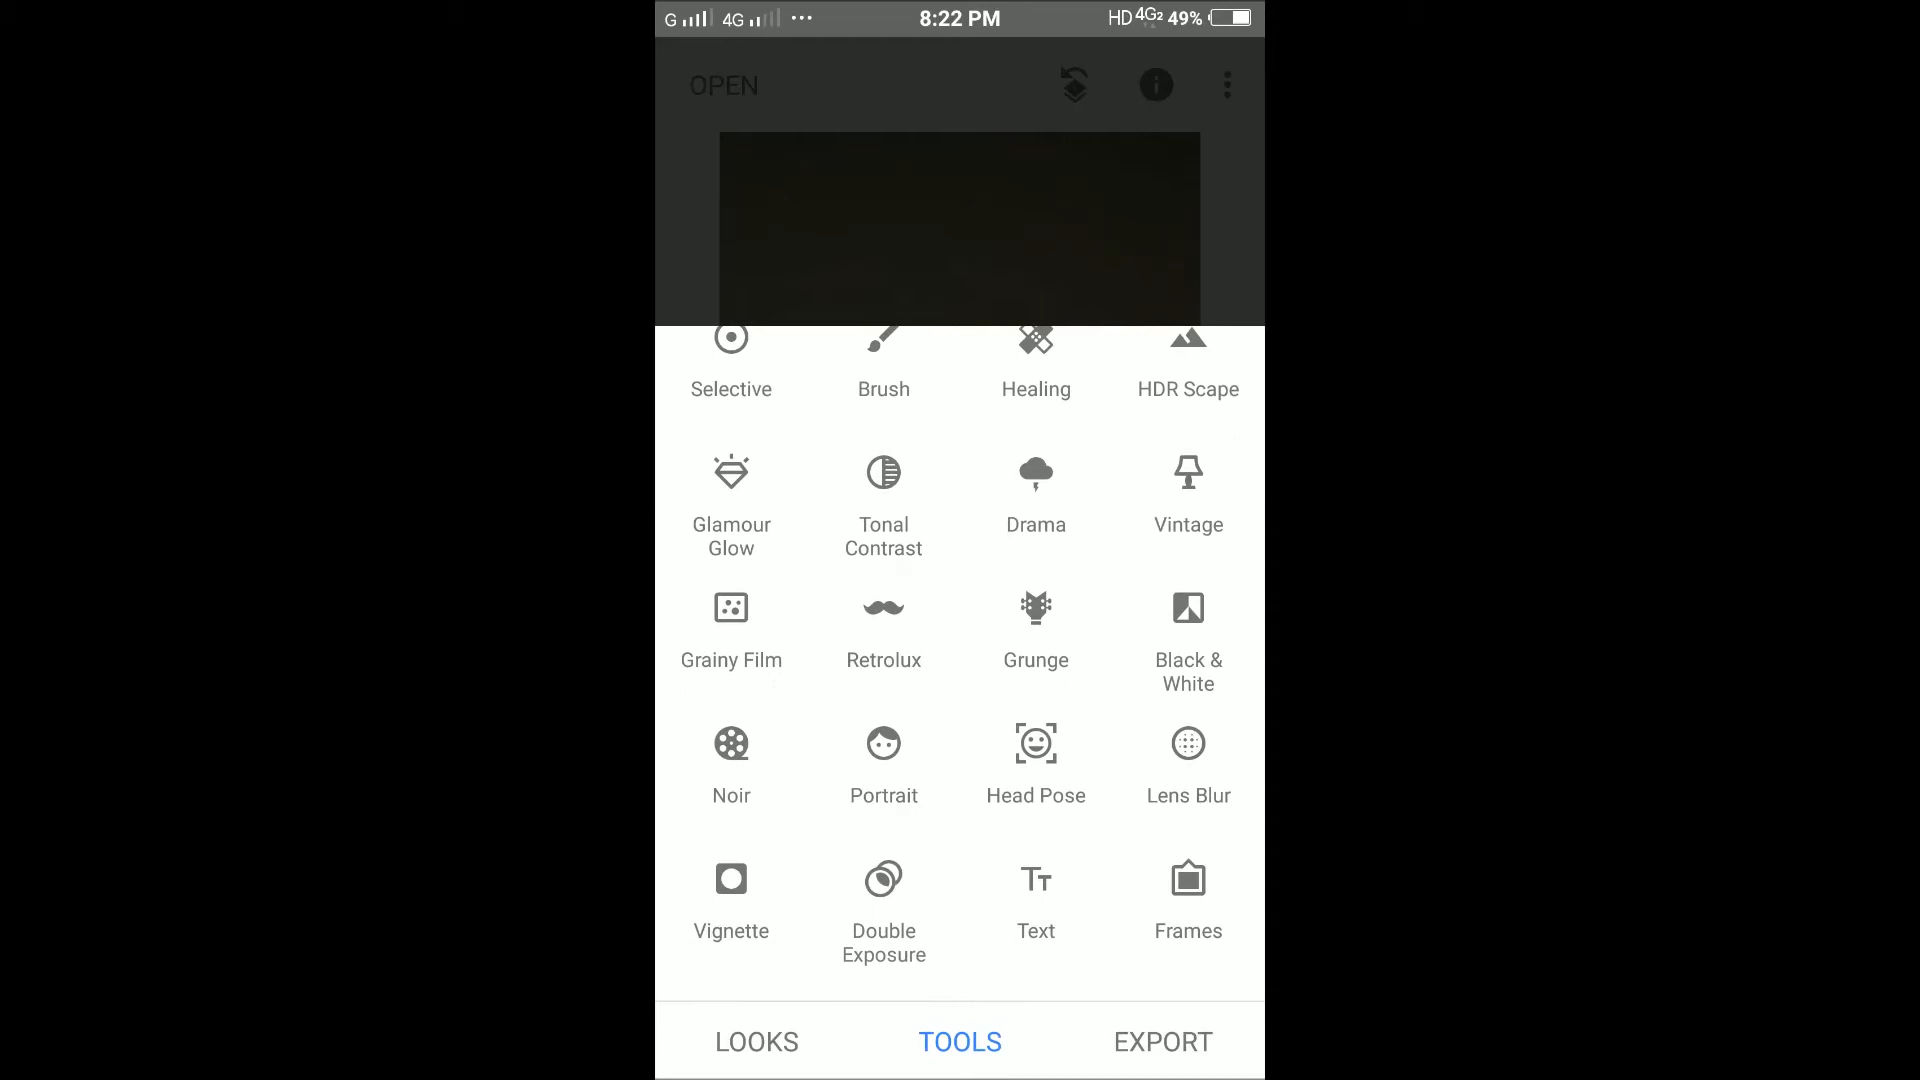 G 4G ... 8:22 PM HD 4G2 49%
OPEN
Selective Brush Healing HDR Scape
Glamour Glow Tonal Contrast Drama Vintage
Grainy Film Retrolux Grunge Black & White
Noir Portrait Head Pose Lens Blur
Vignette Double Exposure Text Frames
LOOKS TOOLS EXPORT